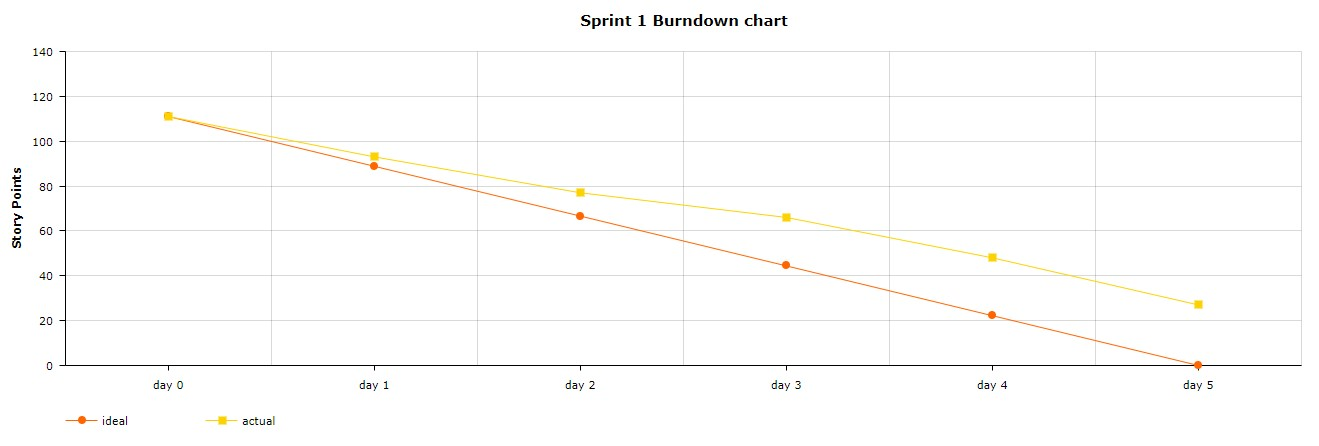 Sprint 1 Burndown chart
140
120
100
80
60
40
20
0
Story Points
day 0 day 1 day 2 day 3 day 4 day 5
ideal actual